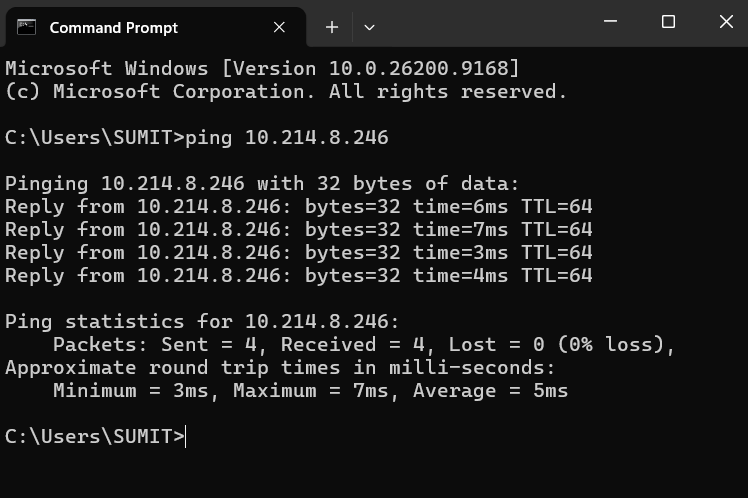 Command Prompt
Microsoft Windows [Version 10.0.26200.9168]
(c) Microsoft Corporation. All rights reserved.
C:\Users\SUMIT>ping 10.214.8.246
Pinging 10.214.8.246 with 32 bytes of data:
Reply from 10.214.8.246: bytes=32 time=6ms TTL=64
Reply from 10.214.8.246: bytes=32 time=7ms TTL=64
Reply from 10.214.8.246: bytes=32 time=3ms TTL=64
Reply from 10.214.8.246: bytes=32 time=4ms TTL=64
Ping statistics for 10.214.8.246:
    Packets: Sent = 4, Received = 4, Lost = 0 (0% loss),
Approximate round trip times in milli-seconds:
    Minimum = 3ms, Maximum = 7ms, Average = 5ms
C:\Users\SUMIT>